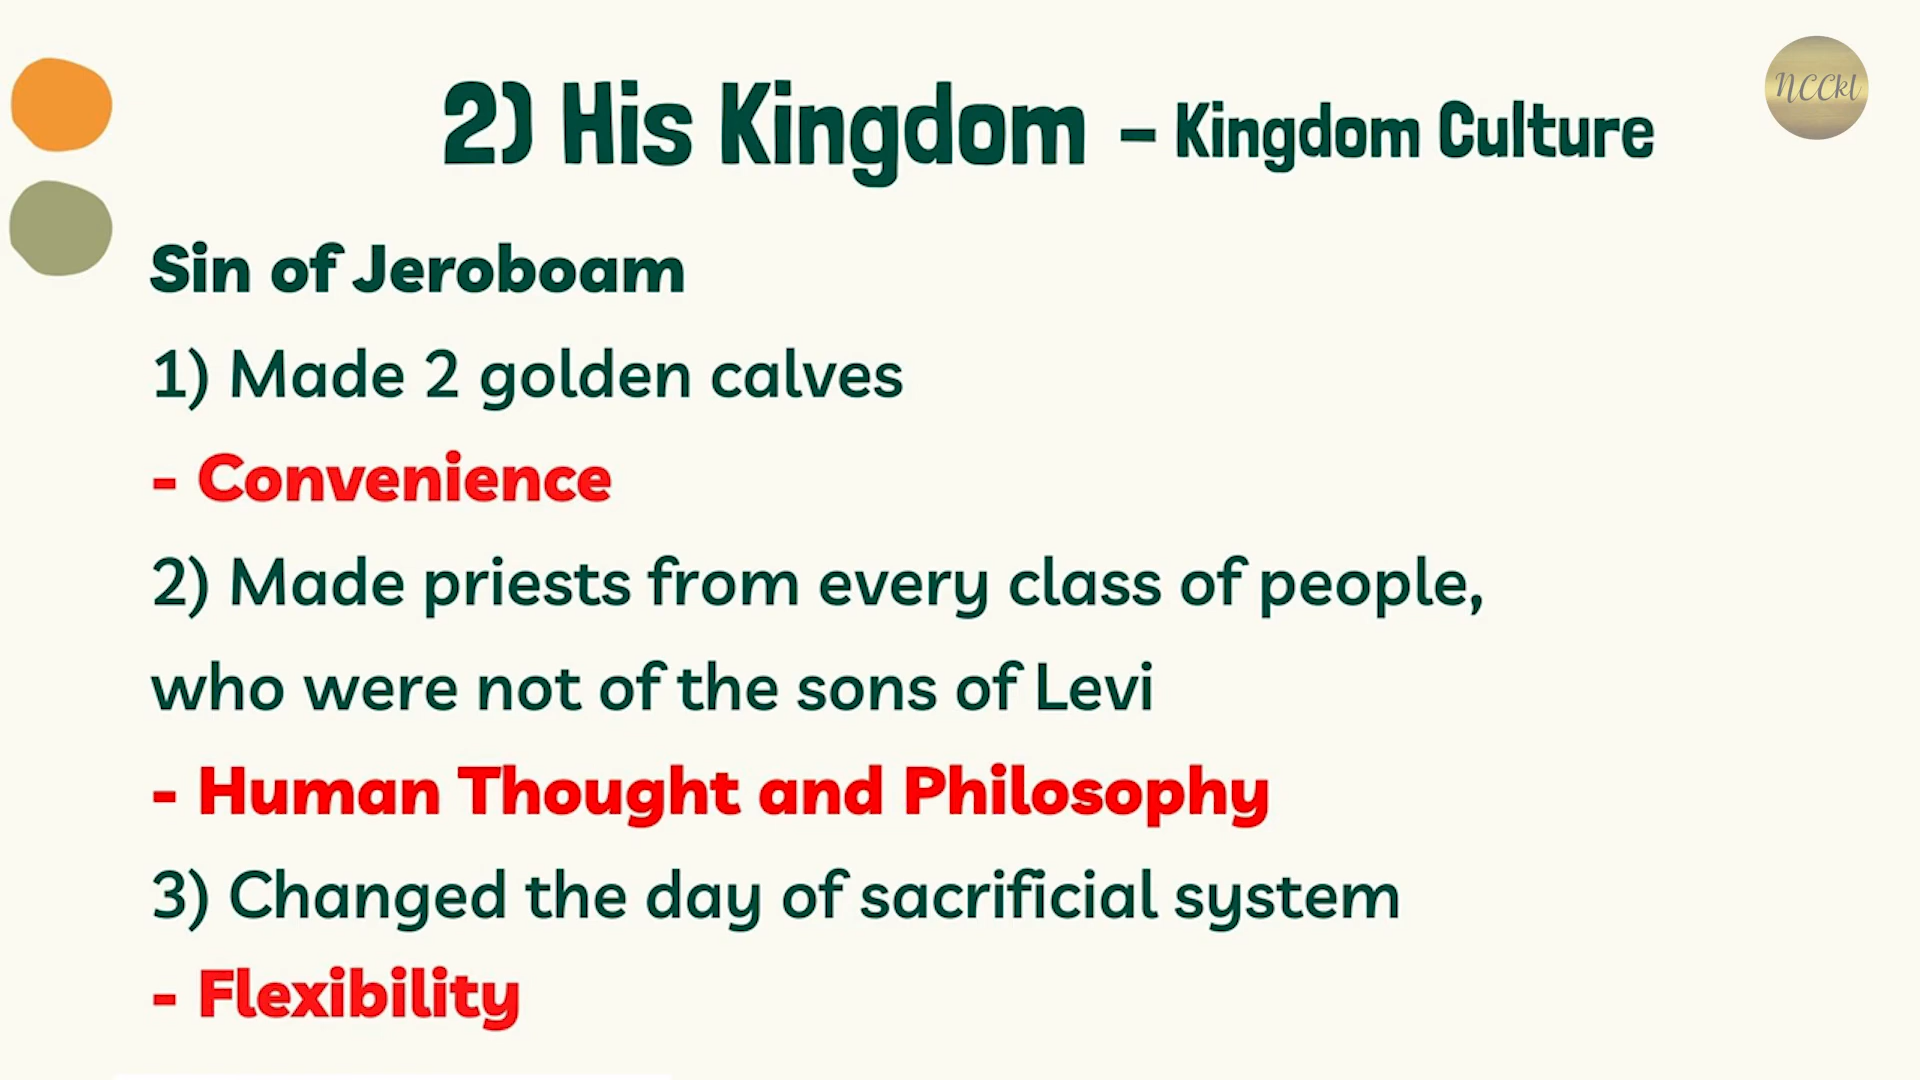 NCCkl
2) His Kingdom – Kingdom Culture
Sin of Jeroboam
1) Made 2 golden calves
- Convenience
2) Made priests from every class of people,
who were not of the sons of Levi
- Human Thought and Philosophy
3) Changed the day of sacrificial system
- Flexibility